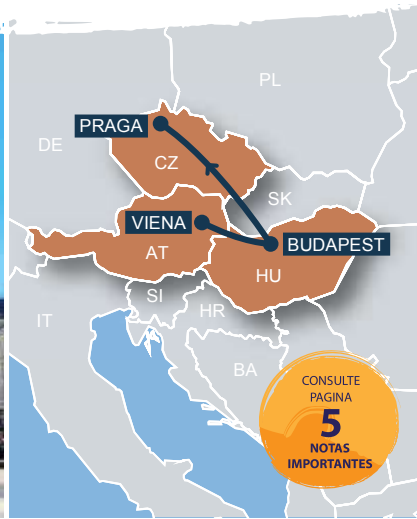 PL
PRAGA
DE
CZ
SK
VIENA
BUDAPEST
AT
HU
SI
HR
IT
BA
CONSULTE
PAGINA
5
NOTAS
IMPORTANTES